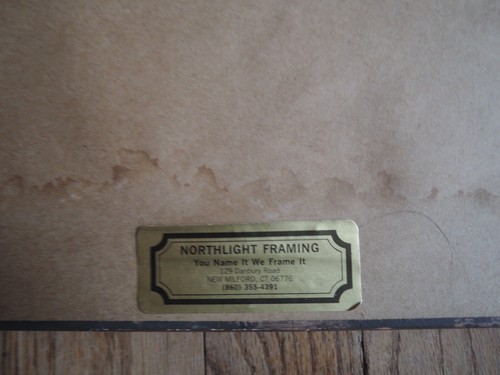 NORTHLIGHT FRAMING
You Name It We Frame It
129 Danbury Road
NEW MILFORD, CT 06776
(860) 355-4391